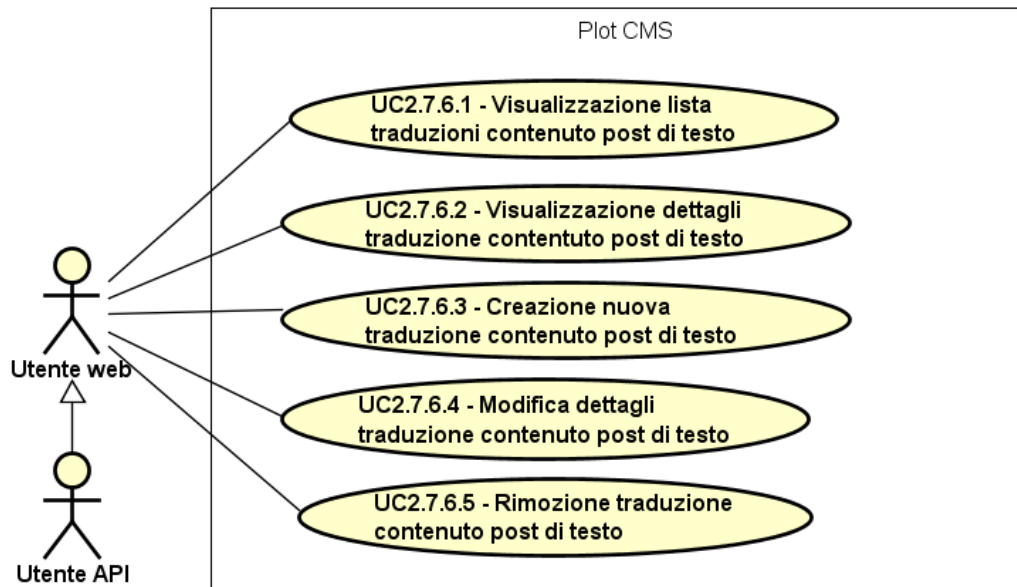 Plot CMS
UC2.7.6.1 - Visualizzazione lista
traduzioni contenuto post di testo
UC2.7.6.2 - Visualizzazione dettagli
traduzione contentuto post di testo
UC2.7.6.3 - Creazione nuova
traduzione contenuto post di testo
Utente web
UC2.7.6.4 - Modifica dettagli
traduzione contenuto post di testo
UC2.7.6.5 - Rimozione traduzione
contenuto post di testo
Utente API